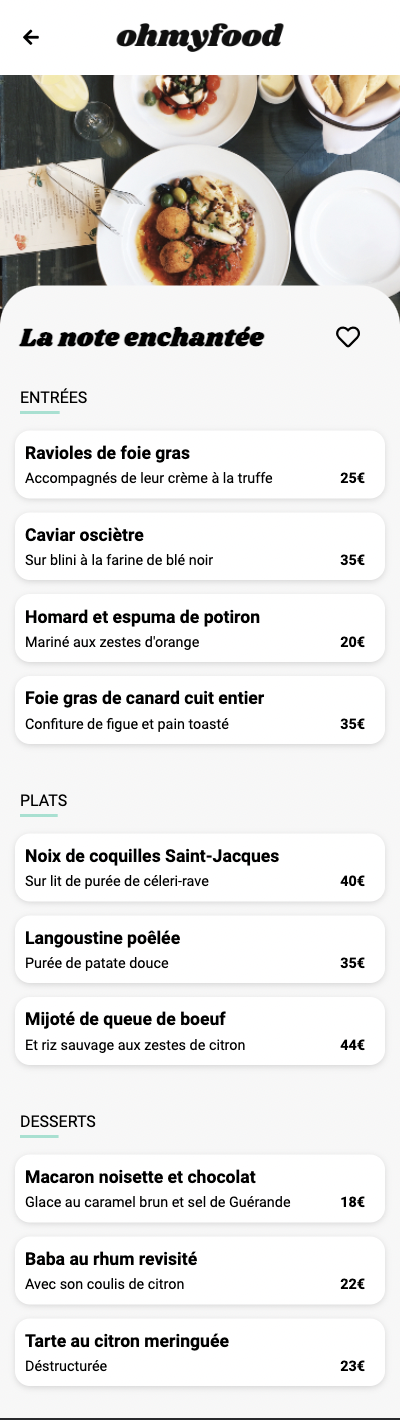 ohmyfood
La note enchantée
ENTRÉES
Ravioles de foie gras
Accompagnés de leur crème à la truffe 25€
Caviar osciètre
Sur blini à la farine de blé noir 35€
Homard et espuma de potiron
Mariné aux zestes d'orange 20€
Foie gras de canard cuit entier
Confiture de figue et pain toasté 35€
PLATS
Noix de coquilles Saint-Jacques
Sur lit de purée de céleri-rave 40€
Langoustine poêlée
Purée de patate douce 35€
Mijoté de queue de boeuf
Et riz sauvage aux zestes de citron 44€
DESSERTS
Macaron noisette et chocolat
Glace au caramel brun et sel de Guérande 18€
Baba au rhum revisité
Avec son coulis de citron 22€
Tarte au citron meringuée
Déstructurée 23€